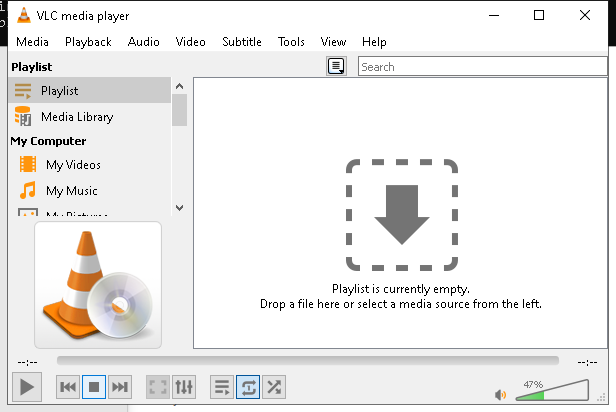 VLC media player
Media Playback Audio Video Subtitle Tools View Help
Playlist
Search
Playlist
Media Library
My Computer
My Videos
My Music
My Pictures
Playlist is currently empty.
Drop a file here or select a media source from the left.
--:-- --:--
47%